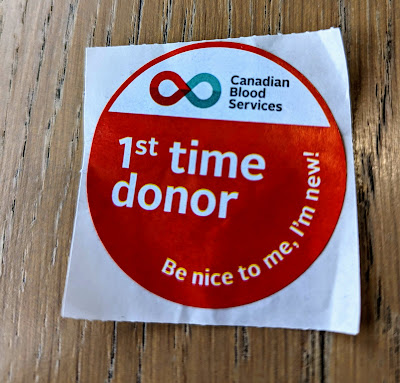 Canadian
Blood
Services
1st time
donor
Be nice to me, I'm new!